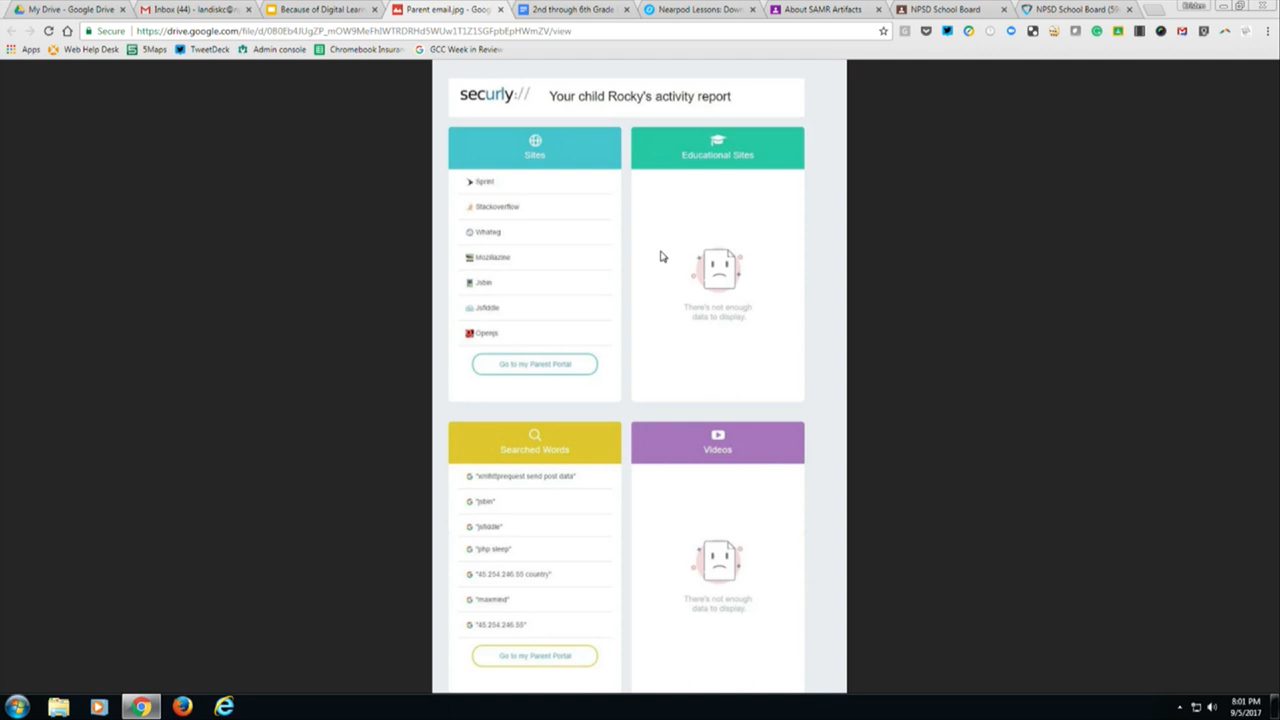 My Drive - Google Drive
Inbox (44) - landiskc@n
Because of Digital Learn
Parent email.jpg - Goog
2nd through 6th Grade
Nearpod Lessons: Down
About SAMR Artifacts
NPSD School Board
NPSD School Board (59
Kristen
Secure
Apps
Web Help Desk
5Maps
TweetDeck
Admin console
Chromebook Insuran
GCC Week in Review
securly://
Your child Rocky's activity report
Sites
Educational Sites
Sprint
Stackoverflow
Whatwg
Mozillazine
Jsbin
Jsfiddle
Openjs
Go to my Parent Portal
There's not enough
data to display.
Searched Words
Videos
"xmlhttprequest send post data"
"jsbin"
"jsfiddle"
"php sleep"
"45.254.246.55 country"
"maxmind"
"45.254.246.55"
Go to my Parent Portal
There's not enough
data to display.
8:01 PM
9/5/2017